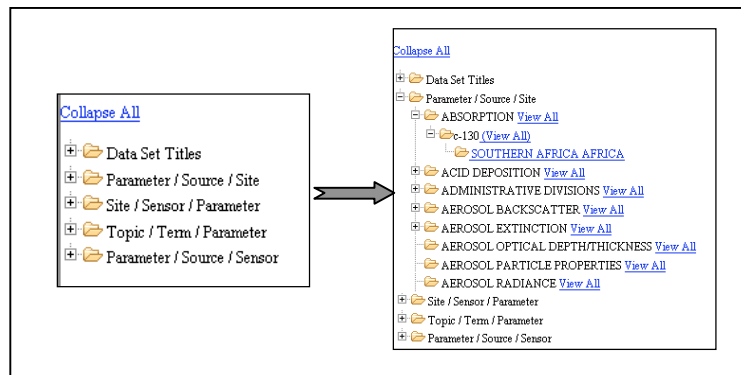 Collapse All
Data Set Titles
Parameter / Source / Site
Site / Sensor / Parameter
Topic / Term / Parameter
Parameter / Source / Sensor
Collapse All
Data Set Titles
Parameter / Source / Site
ABSORPTION View All
c-130 (View All)
SOUTHERN AFRICA AFRICA
ACID DEPOSITION View All
ADMINISTRATIVE DIVISIONS View All
AEROSOL BACKSCATTER View All
AEROSOL EXTINCTION View All
AEROSOL OPTICAL DEPTH/THICKNESS View All
AEROSOL PARTICLE PROPERTIES View All
AEROSOL RADIANCE View All
Site / Sensor / Parameter
Topic / Term / Parameter
Parameter / Source / Sensor